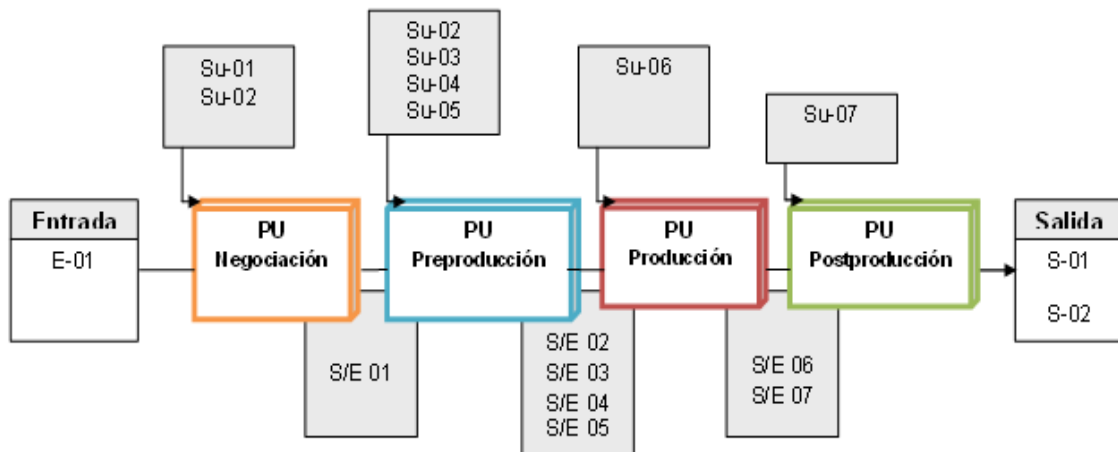 Su-01
Su-02
Su-02
Su-03
Su-04
Su-05
Su-06
Su-07
Entrada
E-01
PU
Negociación
PU
Preproducción
PU
Producción
PU
Postproducción
Salida
S-01
S-02
S/E 01
S/E 02
S/E 03
S/E 04
S/E 05
S/E 06
S/E 07